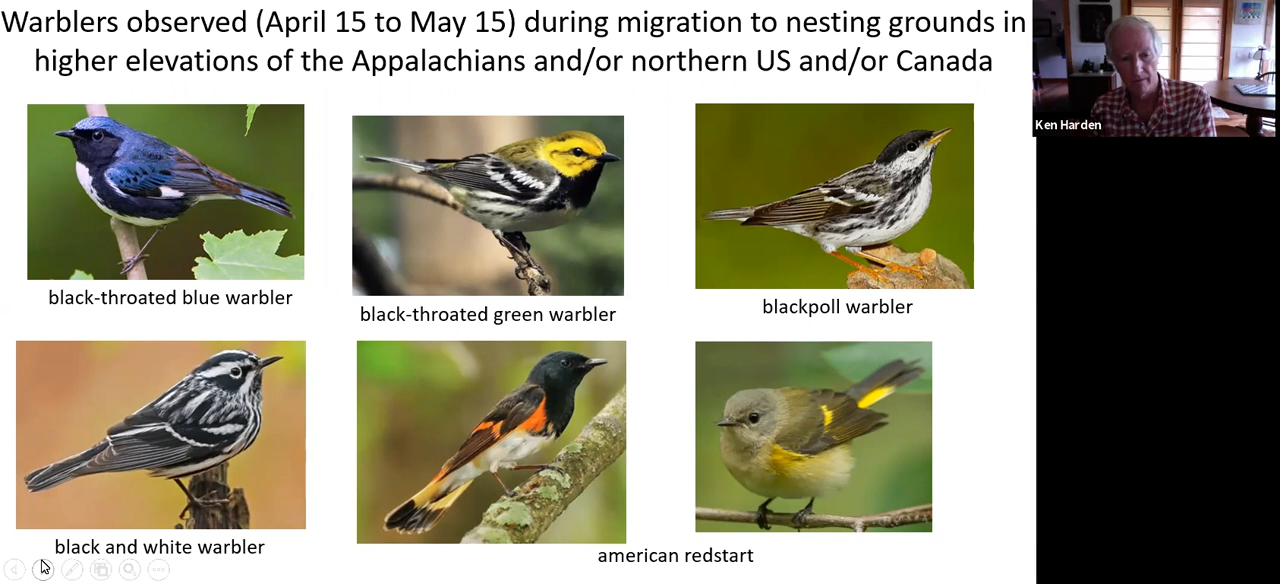 Warblers observed (April 15 to May 15) during migration to nesting grounds in
higher elevations of the Appalachians and/or northern US and/or Canada
Ken Harden
black-throated blue warbler
black-throated green warbler
blackpoll warbler
black and white warbler
american redstart